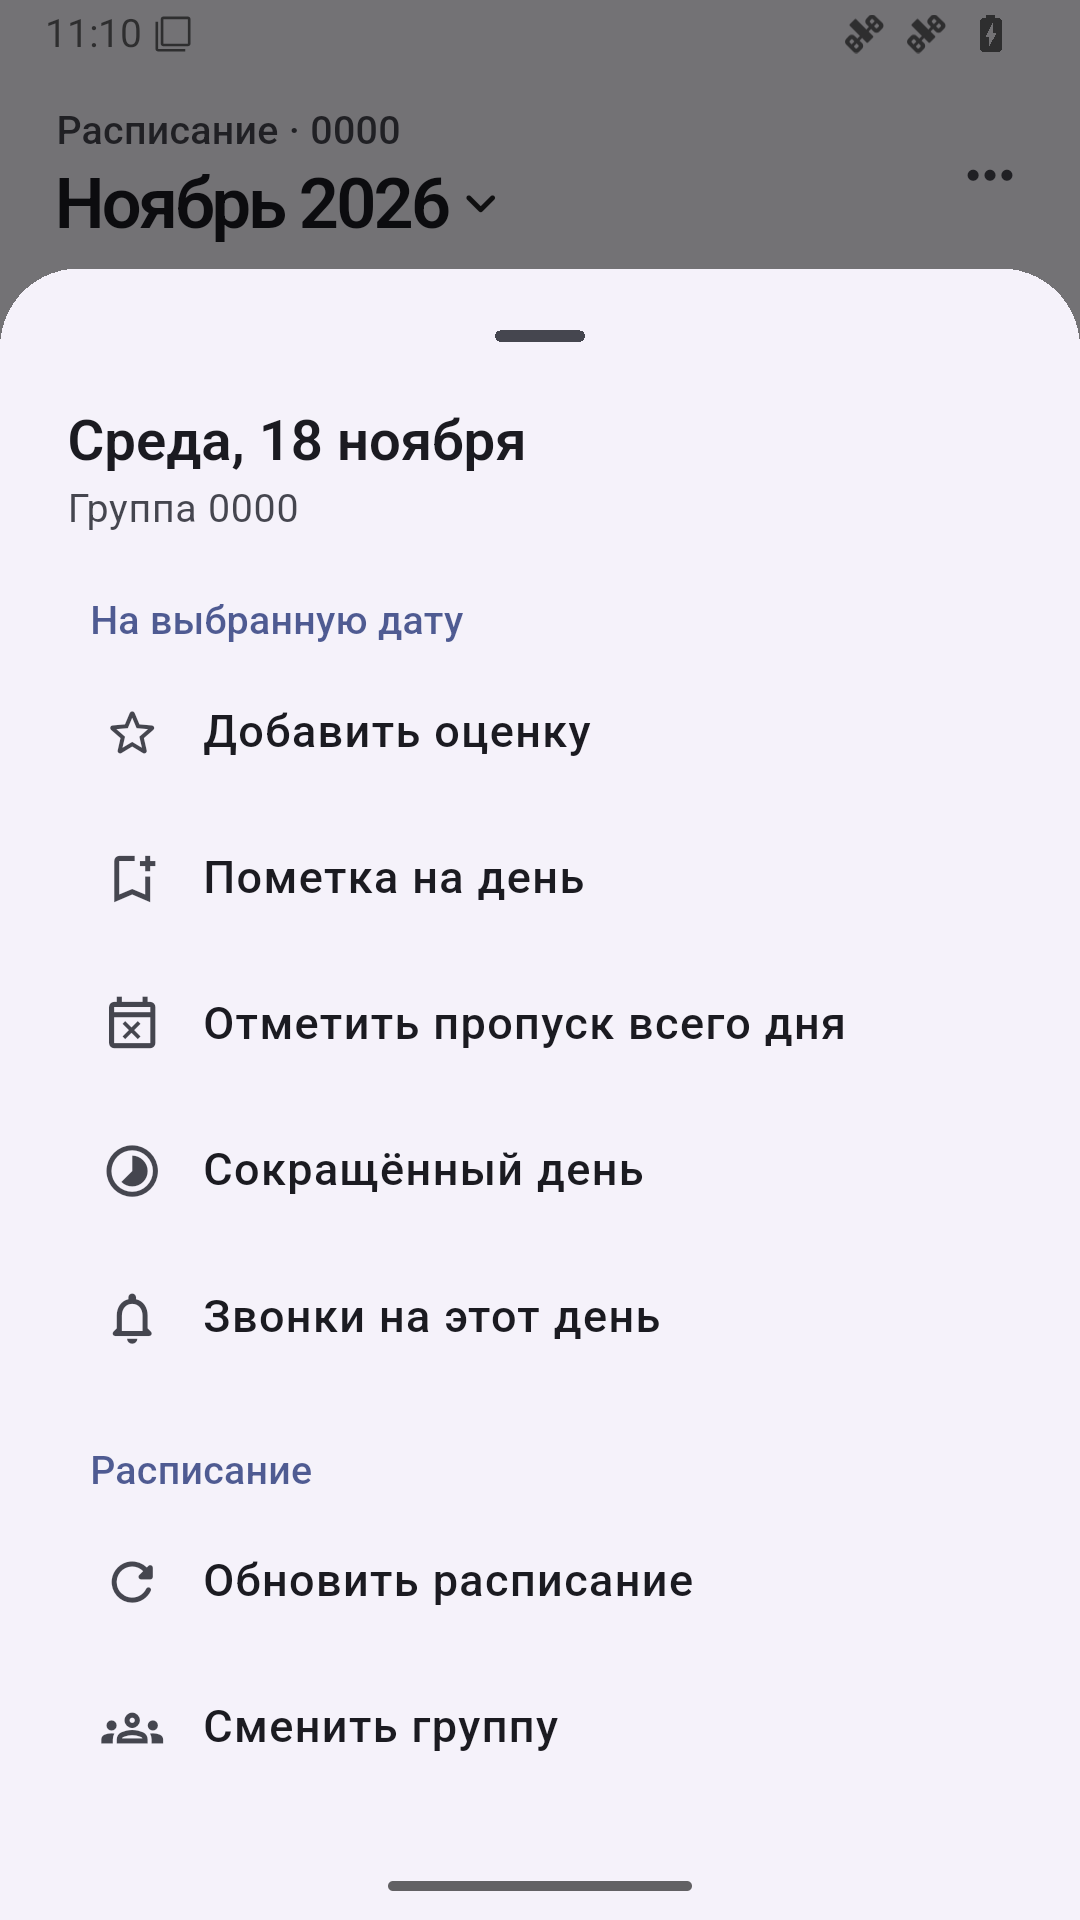 11:10
Расписание · 0000
Ноябрь 2026
Среда, 18 ноября
Группа 0000
На выбранную дату
Добавить оценку
Пометка на день
Отметить пропуск всего дня
Сокращённый день
Звонки на этот день
Расписание
Обновить расписание
Сменить группу